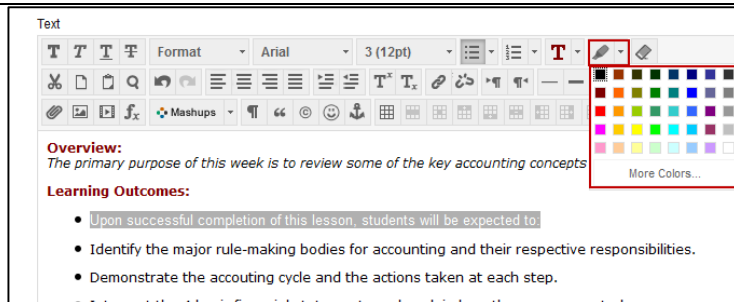 Text
T T T T Format Arial 3 (12pt) T
Tx Tx ¶ ¶
fx Mashups ¶ “ ©
More Colors...
Overview:
The primary purpose of this week is to review some of the key accounting concepts
Learning Outcomes:
• Upon successful completion of this lesson, students will be expected to:
• Identify the major rule-making bodies for accounting and their respective responsibilities.
• Demonstrate the accouting cycle and the actions taken at each step.